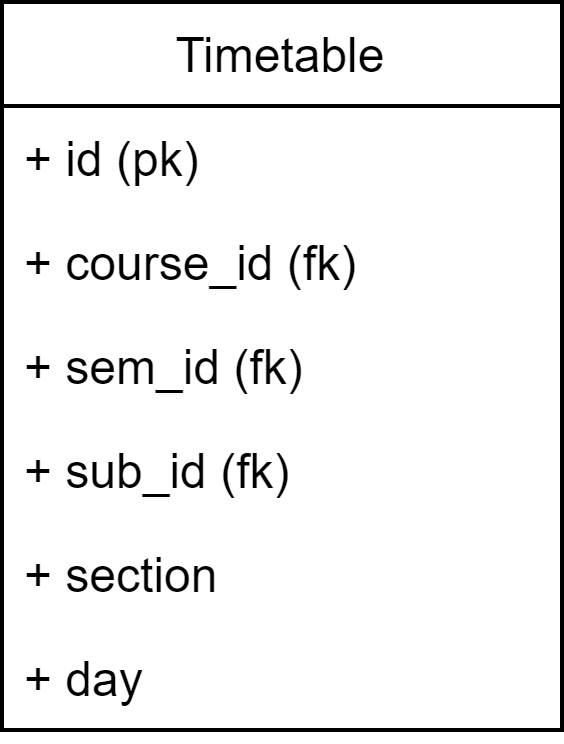 Timetable
+ id (pk)
+ course_id (fk)
+ sem_id (fk)
+ sub_id (fk)
+ section
+ day